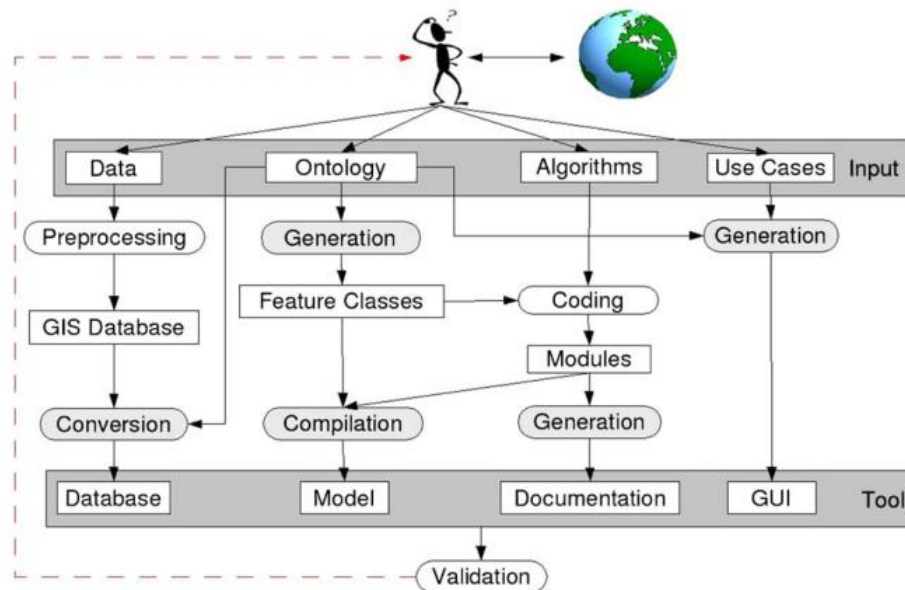 ?
Data
Ontology
Algorithms
Use Cases
Input
Preprocessing
Generation
Generation
Feature Classes
Coding
GIS Database
Modules
Conversion
Compilation
Generation
Database
Model
Documentation
GUI
Tool
Validation